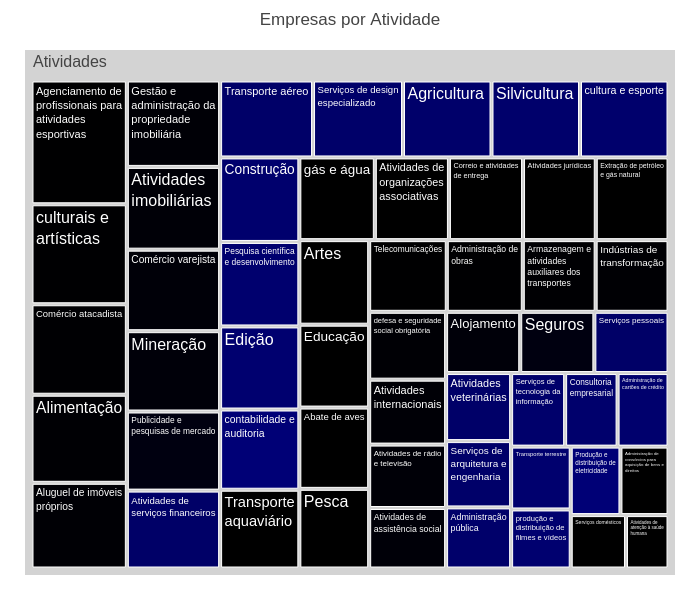 Empresas por Atividade
Atividades
Agenciamento de
profissionais para
atividades
esportivas
culturais e
artísticas
Comércio atacadista
Alimentação
Aluguel de imóveis
próprios
Gestão e
administração da
propriedade
imobiliária
Atividades
imobiliárias
Comércio varejista
Mineração
Publicidade e
pesquisas de mercado
Atividades de
serviços financeiros
Transporte aéreo
Serviços de design
especializado
Agricultura
Silvicultura
cultura e esporte
Construção
Pesquisa científica
e desenvolvimento
Edição
contabilidade e
auditoria
Transporte
aquaviário
gás e água
Artes
Educação
Abate de aves
Pesca
Atividades de
organizações
associativas
Correio e atividades
de entrega
Atividades jurídicas
Extração de petróleo
e gás natural
Telecomunicações
Administração de
obras
Armazenagem e
atividades
auxiliares dos
transportes
Indústrias de
transformação
defesa e seguridade
social obrigatória
Atividades
internacionais
Atividades de rádio
e televisão
Atividades de
assistência social
Alojamento
Seguros
Serviços pessoais
Atividades
veterinárias
Serviços de
arquitetura e
engenharia
Administração
pública
Serviços de
tecnologia da
informação
Consultoria
empresarial
Administração de
cartões de crédito
Transporte terrestre
produção e
distribuição de
filmes e vídeos
Produção e
distribuição de
eletricidade
Administração de
consórcios para
aquisição de bens e
direitos
Serviços domésticos
Atividades de
atenção à saúde
humana